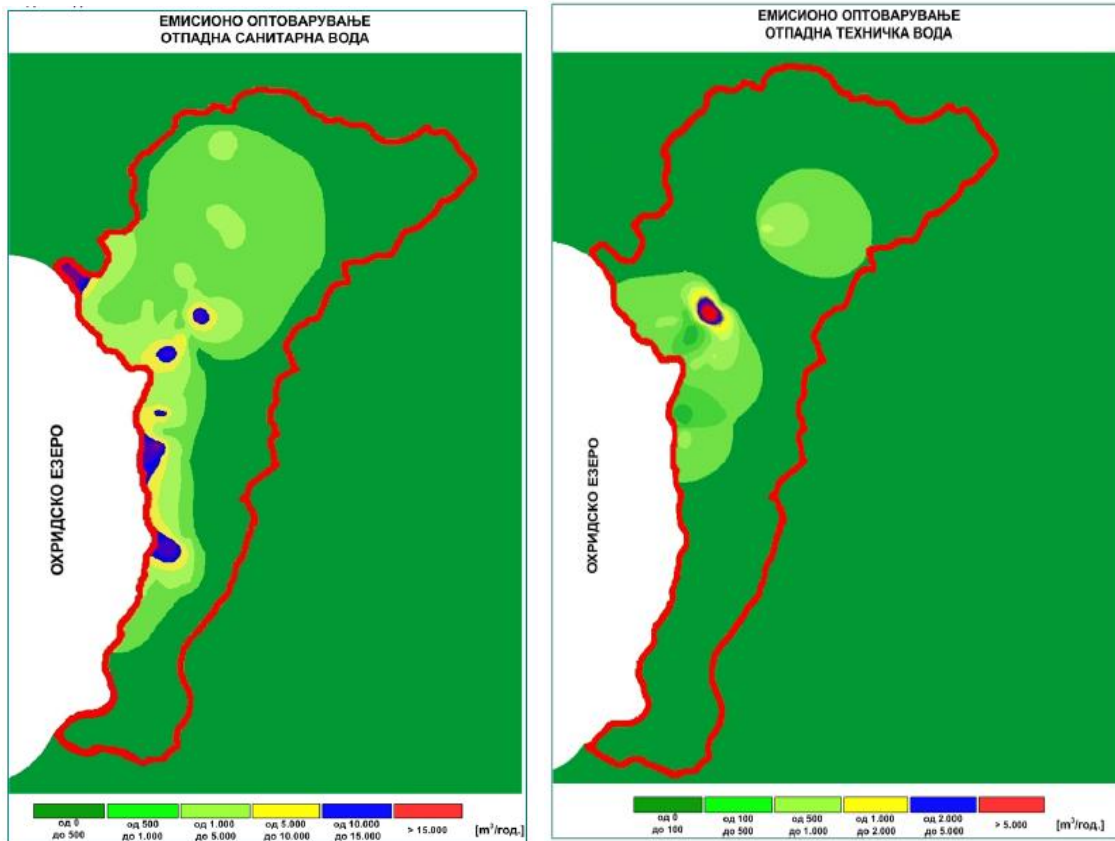 ЕМИСИОНО ОПТОВАРУВАЊЕ
ОТПАДНА САНИТАРНА ВОДА
ОХРИДСКО ЕЗЕРО
од 0
до 500
од 500
до 1.000
од 1.000
до 5.000
од 5.000
до 10.000
од 10.000
до 15.000
> 15.000
[m³/год.]
ЕМИСИОНО ОПТОВАРУВАЊЕ
ОТПАДНА ТЕХНИЧКА ВОДА
ОХРИДСКО ЕЗЕРО
од 0
до 100
од 100
до 500
од 500
до 1.000
од 1.000
до 2.000
од 2.000
до 5.000
> 5.000
[m³/год.]